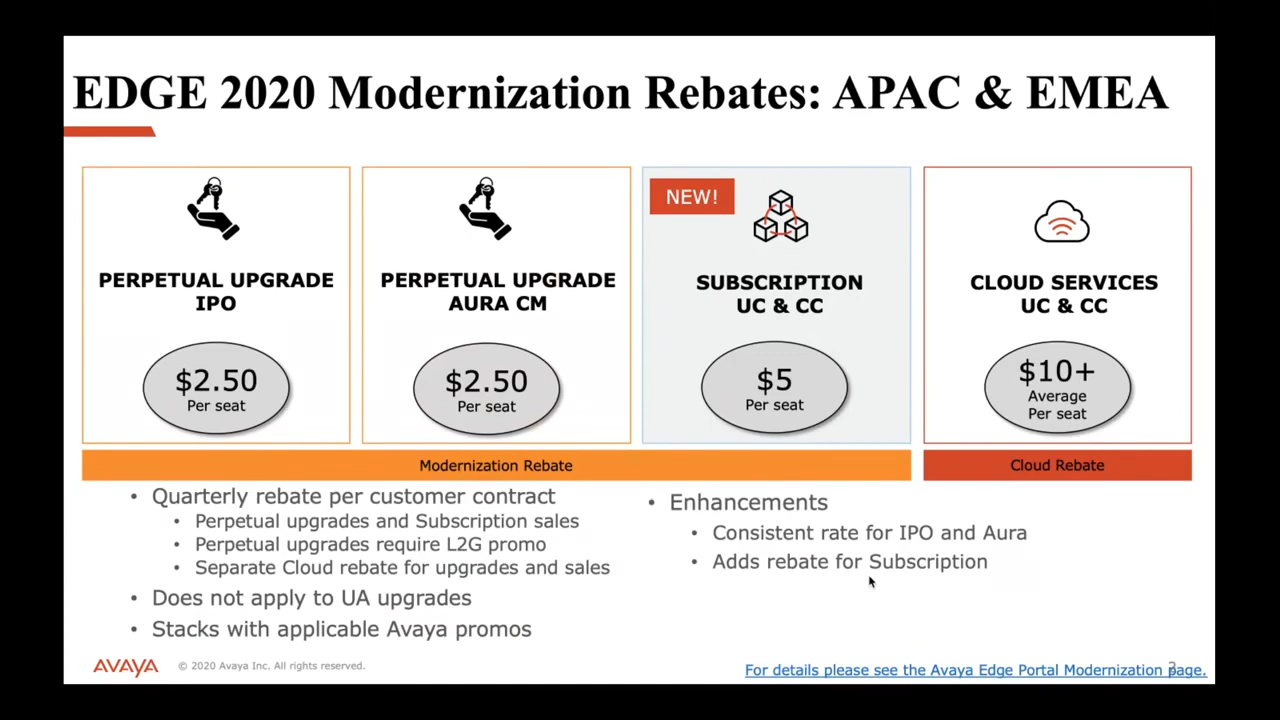 EDGE 2020 Modernization Rebates: APAC & EMEA
PERPETUAL UPGRADE
IPO
$2.50
Per seat
PERPETUAL UPGRADE
AURA CM
$2.50
Per seat
NEW!
SUBSCRIPTION
UC & CC
$5
Per seat
CLOUD SERVICES
UC & CC
$10+
Average
Per seat
Modernization Rebate
Cloud Rebate
• Quarterly rebate per customer contract
• Perpetual upgrades and Subscription sales
• Perpetual upgrades require L2G promo
• Separate Cloud rebate for upgrades and sales
• Does not apply to UA upgrades
• Stacks with applicable Avaya promos
• Enhancements
• Consistent rate for IPO and Aura
• Adds rebate for Subscription
AVAYA
© 2020 Avaya Inc. All rights reserved.
For details please see the Avaya Edge Portal Modernization page.